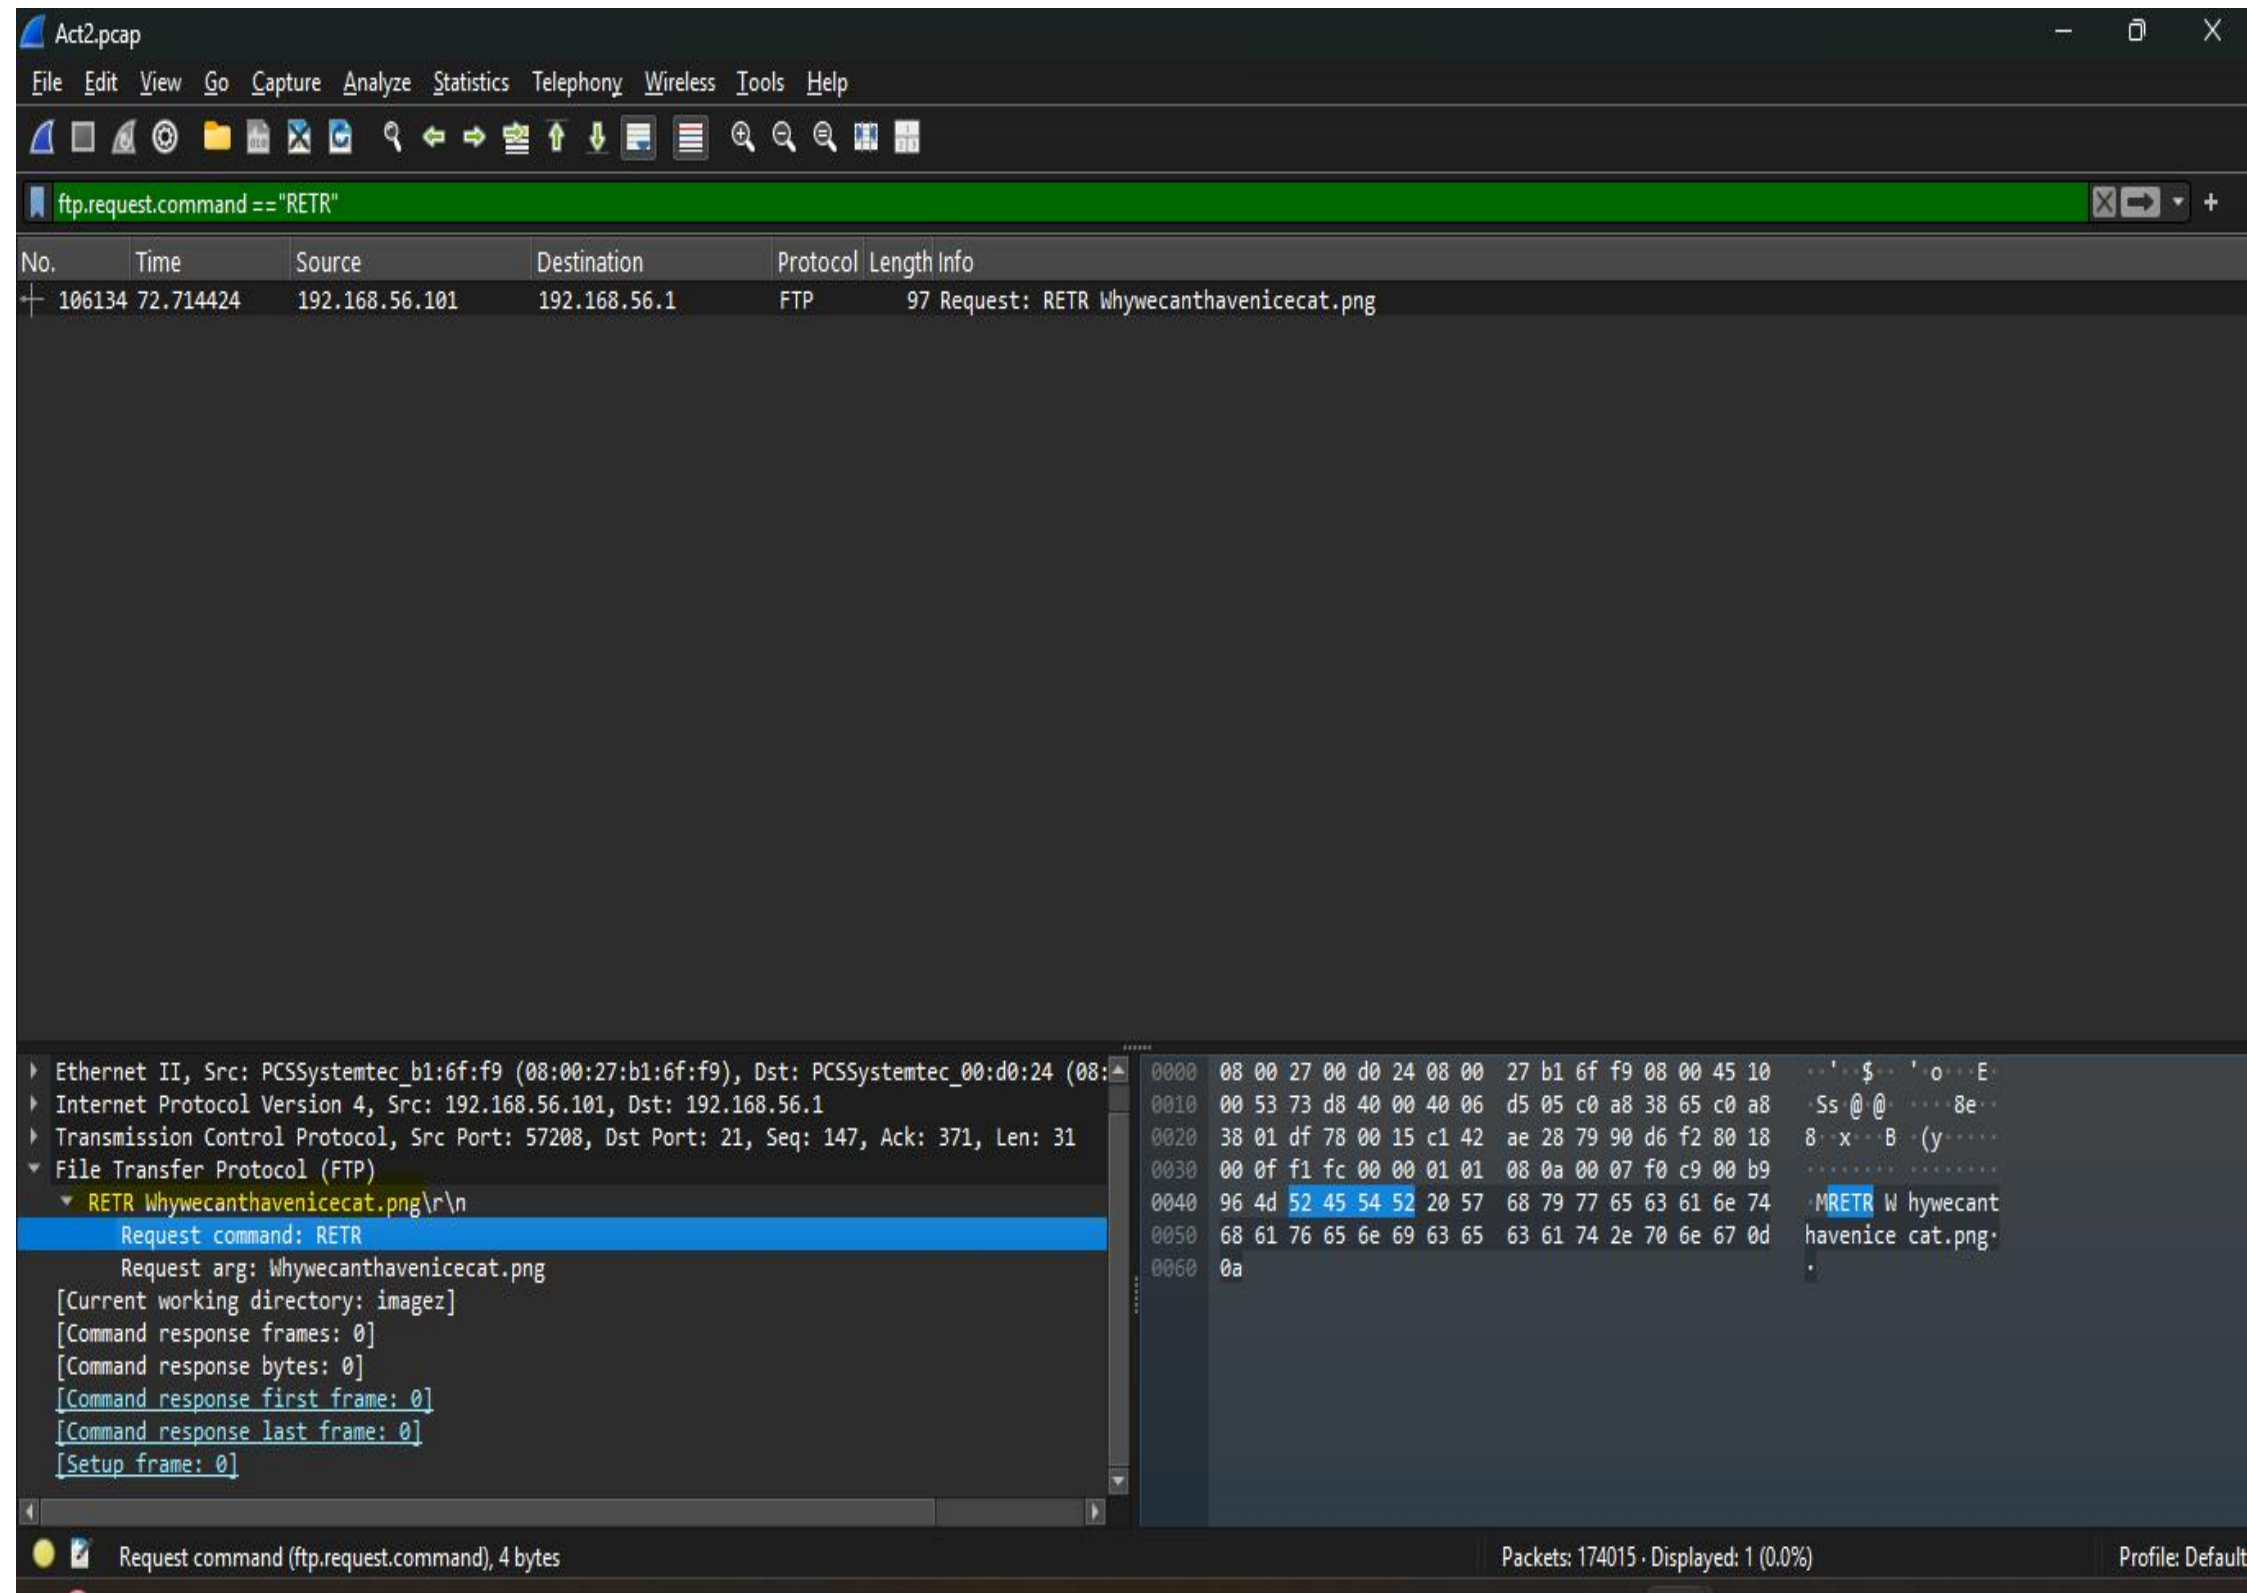 Act2.pcap
File Edit View Go Capture Analyze Statistics Telephony Wireless Tools Help
ftp.request.command =="RETR"
No. Time Source Destination Protocol Length Info
106134 72.714424 192.168.56.101 192.168.56.1 FTP 97 Request: RETR Whywecanthavenicecat.png
Ethernet II, Src: PCSSystemtec_b1:6f:f9 (08:00:27:b1:6f:f9), Dst: PCSSystemtec_00:d0:24 (08:
Internet Protocol Version 4, Src: 192.168.56.101, Dst: 192.168.56.1
Transmission Control Protocol, Src Port: 57208, Dst Port: 21, Seq: 147, Ack: 371, Len: 31
File Transfer Protocol (FTP)
RETR Whywecanthavenicecat.png\r\n
Request command: RETR
Request arg: Whywecanthavenicecat.png
[Current working directory: imagez]
[Command response frames: 0]
[Command response bytes: 0]
[Command response first frame: 0]
[Command response last frame: 0]
[Setup frame: 0]
0000 08 00 27 00 d0 24 08 00 27 b1 6f f9 08 00 45 10 ··'··$·· '·o···E·
0010 00 53 73 d8 40 00 40 06 d5 05 c0 a8 38 65 c0 a8 ·Ss·@·@· ····8e··
0020 38 01 df 78 00 15 c1 42 ae 28 79 90 d6 f2 80 18 8··x···B ·(y·····
0030 00 0f f1 fc 00 00 01 01 08 0a 00 07 f0 c9 00 b9 ········ ········
0040 96 4d 52 45 54 52 20 57 68 79 77 65 63 61 6e 74 ·MRETR W hywecant
0050 68 61 76 65 6e 69 63 65 63 61 74 2e 70 6e 67 0d havenice cat.png·
0060 0a ·
Request command (ftp.request.command), 4 bytes
Packets: 174015 · Displayed: 1 (0.0%)
Profile: Default